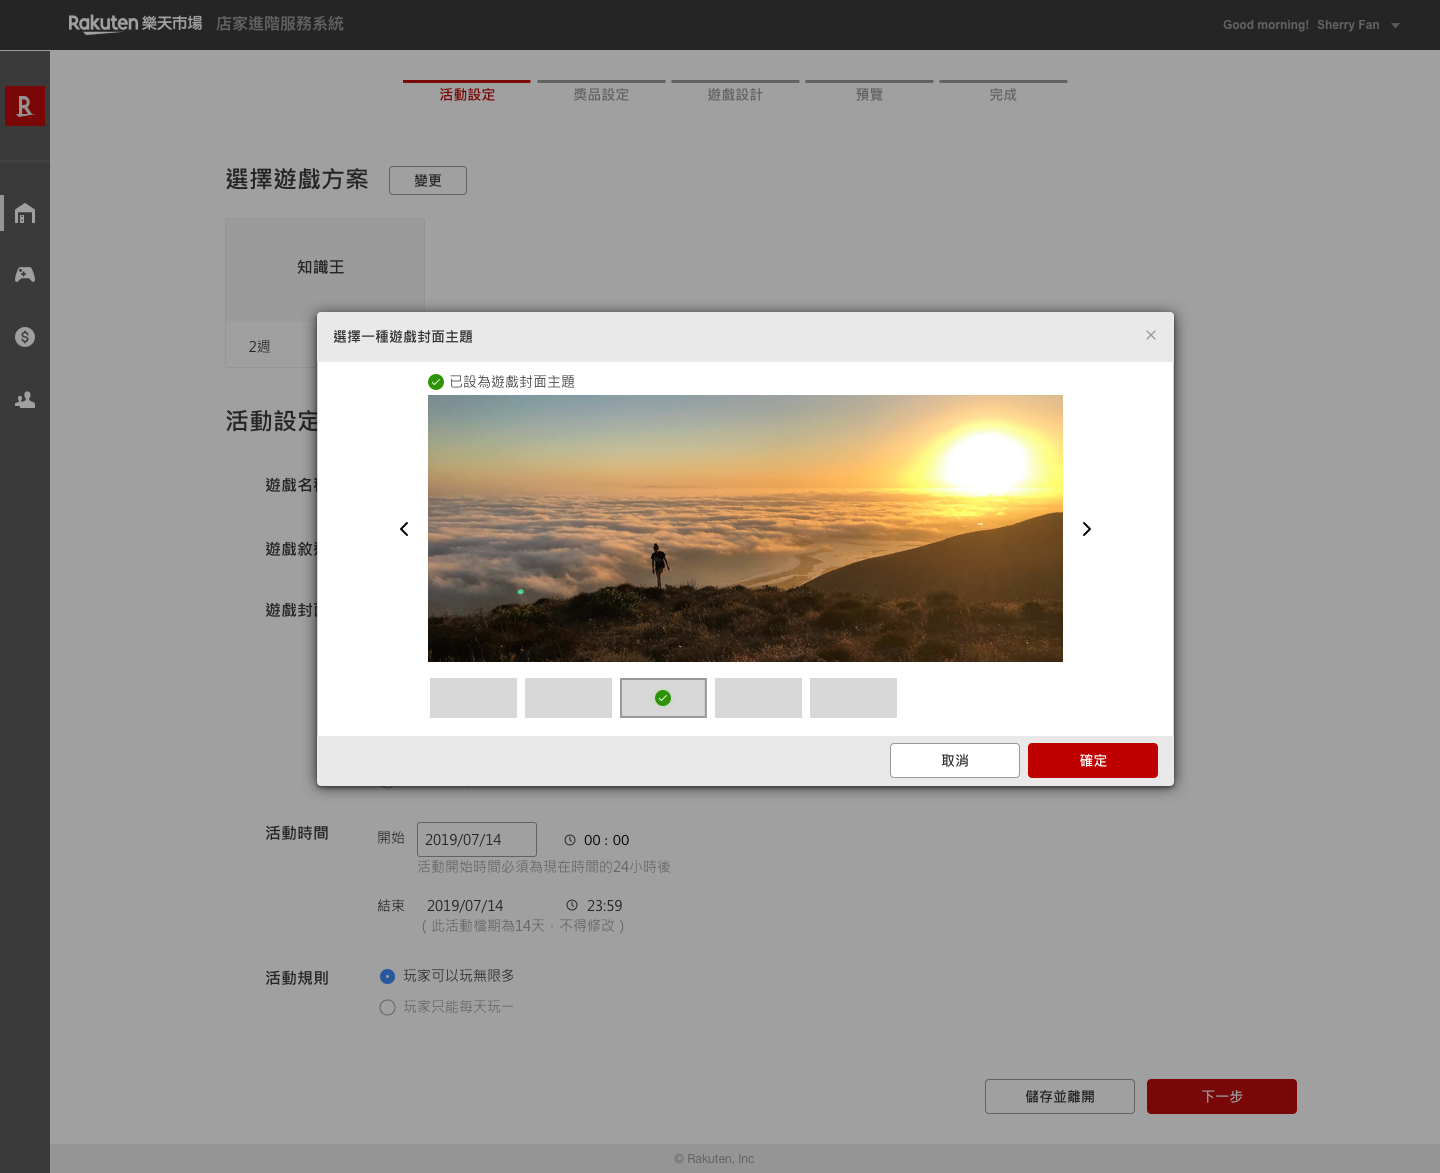 Rakuten 樂天市場 店家進階服務系統
Good morning! Sherry Fan
R
活動設定 獎品設定 遊戲設計 預覽 完成
選擇遊戲方案 變更
知識王
2週
選擇一種遊戲封面主題 ×
已設為遊戲封面主題
取消 確定
活動設定
遊戲名
遊戲敘
遊戲封
活動時間 開始 2019/07/14 00 : 00
活動開始時間必須為現在時間的24小時後
結束 2019/07/14 23:59
( 此活動檔期為14天，不得修改 )
活動規則 玩家可以玩無限多
玩家只能每天玩一
儲存並離開 下一步
© Rakuten, Inc